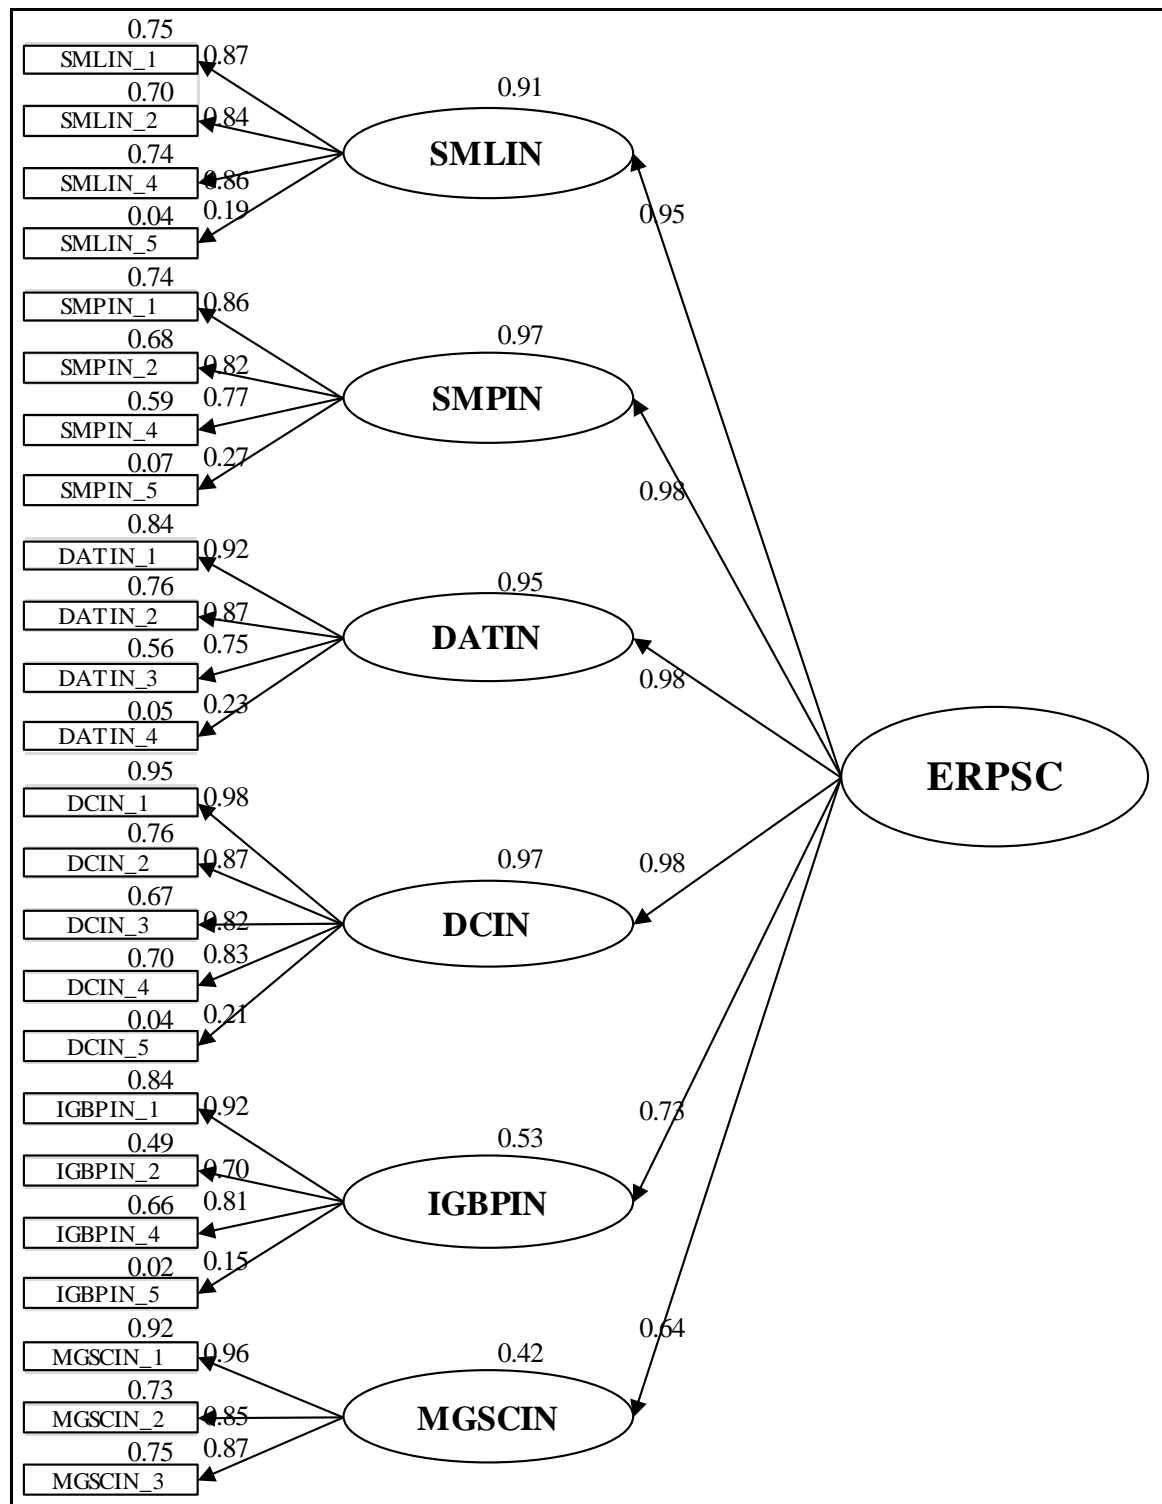 0.75
SMLIN_1
0.87
0.70
SMLIN_2
0.84
0.74
SMLIN_4
0.86
0.04
SMLIN_5
0.19
0.91
SMLIN
0.95
0.74
SMPIN_1
0.86
0.68
SMPIN_2
0.82
0.59
SMPIN_4
0.77
0.07
SMPIN_5
0.27
0.97
SMPIN
0.98
0.84
DATIN_1
0.92
0.76
DATIN_2
0.87
0.56
DATIN_3
0.75
0.05
DATIN_4
0.23
0.95
DATIN
0.98
ERPSC
0.95
DCIN_1
0.98
0.76
DCIN_2
0.87
0.67
DCIN_3
0.82
0.70
DCIN_4
0.83
0.04
DCIN_5
0.21
0.97
DCIN
0.98
0.84
IGBPIN_1
0.92
0.49
IGBPIN_2
0.70
0.66
IGBPIN_4
0.81
0.02
IGBPIN_5
0.15
0.53
IGBPIN
0.73
0.92
MGSCIN_1
0.96
0.73
MGSCIN_2
0.85
0.75
MGSCIN_3
0.87
0.42
MGSCIN
0.64